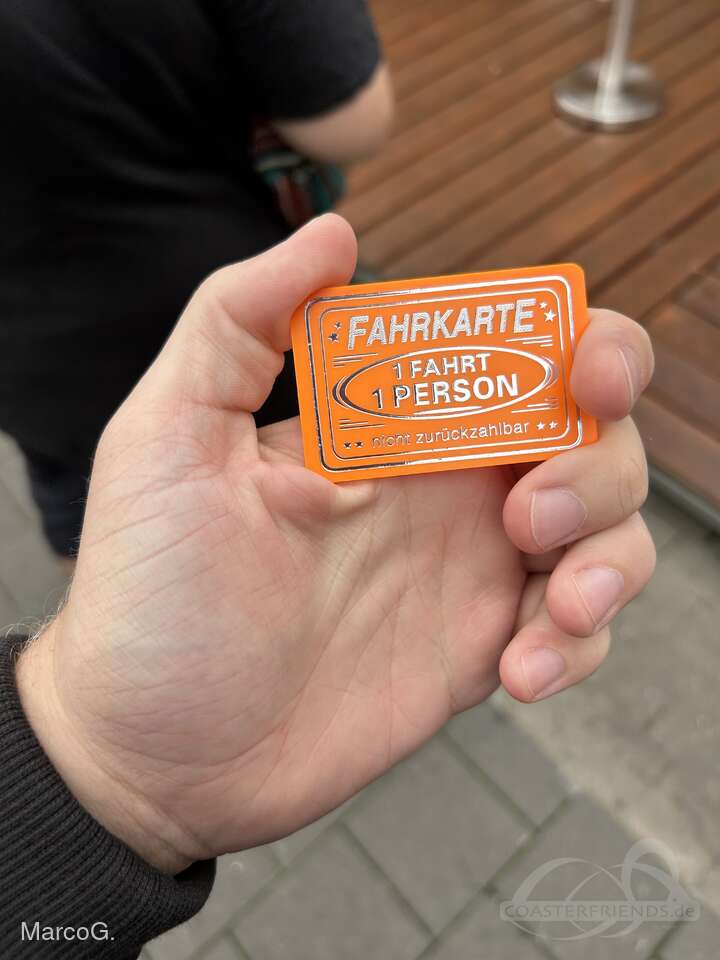 FAHRKARTE
1 FAHRT
1 PERSON
nicht zurückzahlbar
COASTERFRIENDS.de
MarcoG.